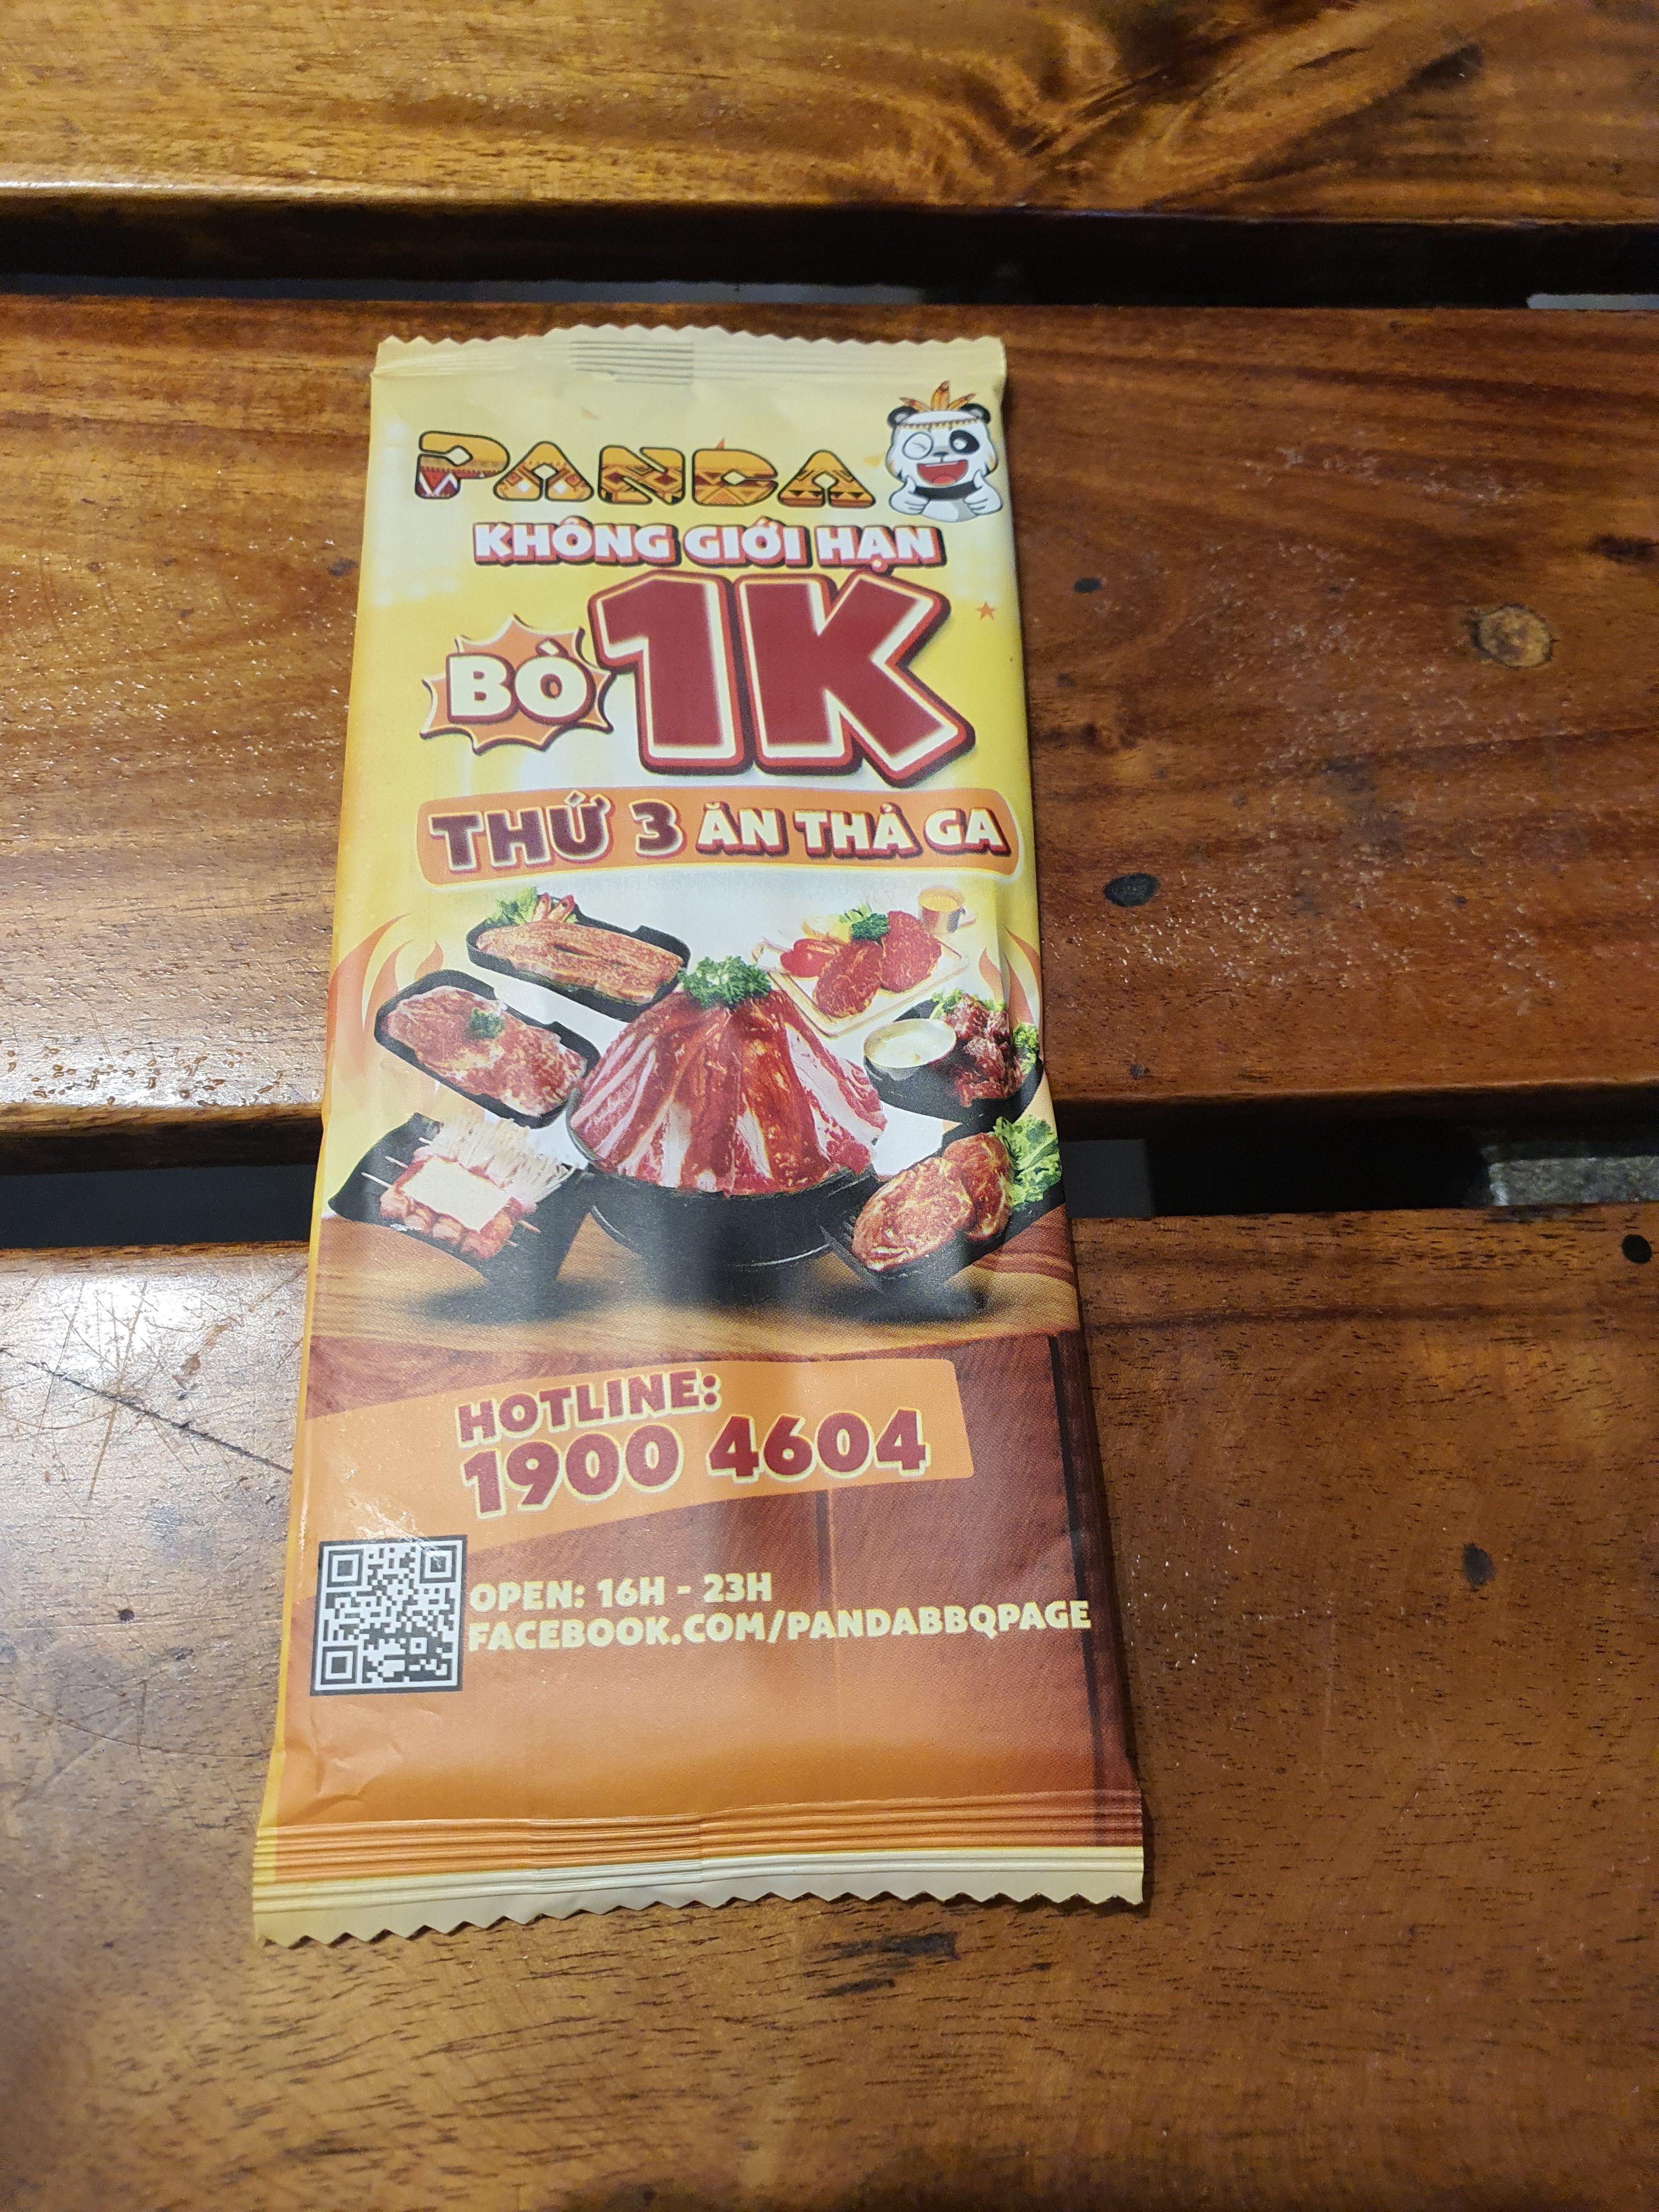 PANDA
KHÔNG GIỚI HẠN
BÒ 1K
THỨ 3 ĂN THẢ GA
HOTLINE:
1900 4604
OPEN: 16H - 23H
FACEBOOK.COM/PANDABBQPAGE